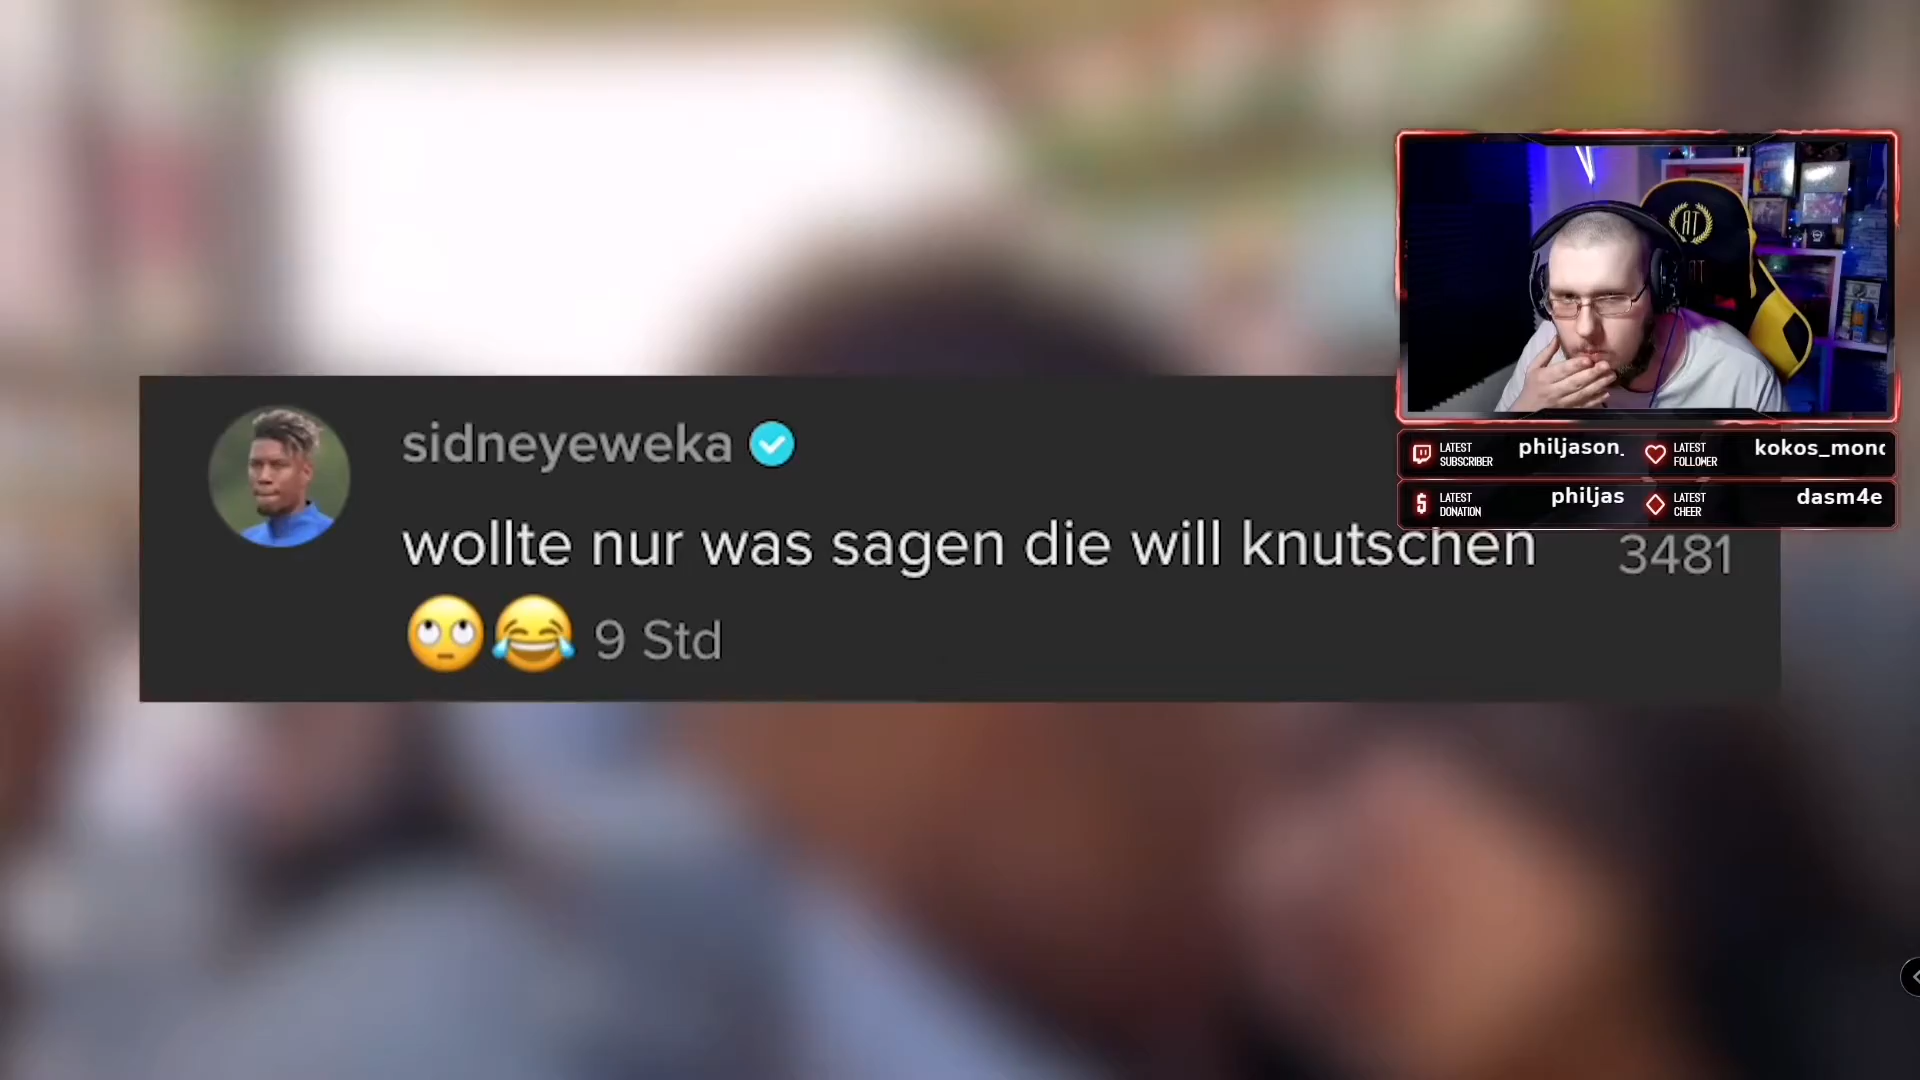 sidneyeweka
wollte nur was sagen die will knutschen
🙄😂 9 Std
3481
LATEST SUBSCRIBER philjason_
LATEST FOLLOWER kokos_mono
LATEST DONATION philjas
LATEST CHEER dasm4e